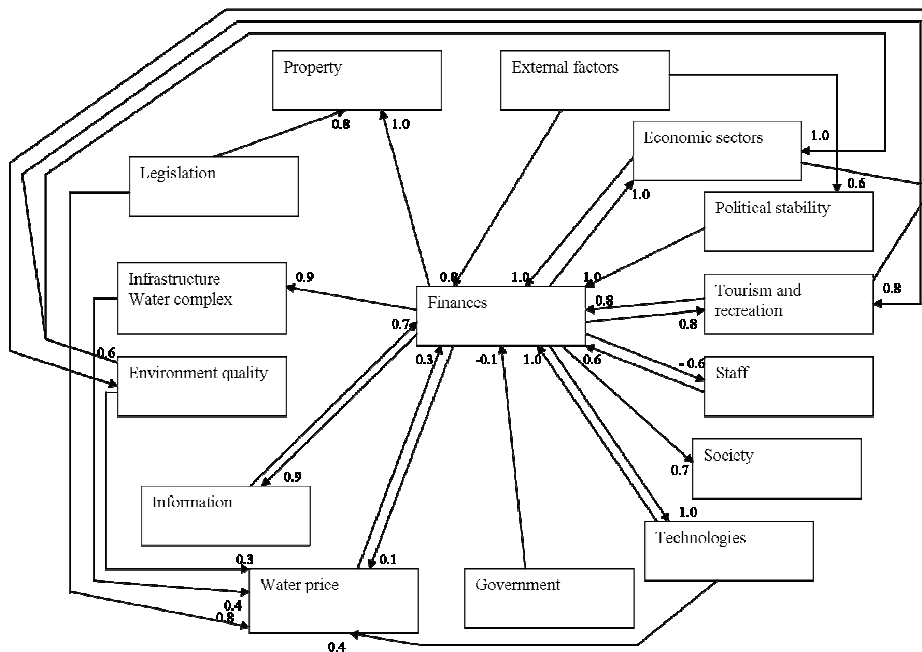 Property
External factors
0.8
1.0
Economic sectors
1.0
Legislation
1.0
0.6
Political stability
Infrastructure
Water complex
0.9
0.8
1.0
1.0
Finances
0.8
Tourism and
recreation
0.8
0.7
0.8
0.6
Environment quality
0.3
-0.1
1.0
0.6
- 0.6
Staff
Society
0.7
0.9
Information
1.0
Technologies
0.3
0.1
Water price
Government
0.4
0.8
0.4